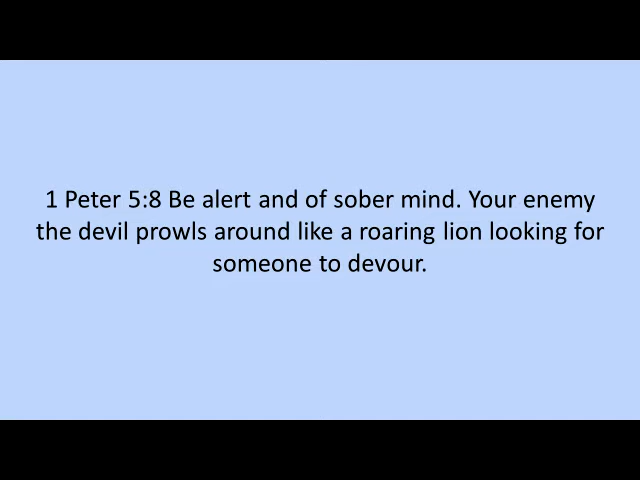 1 Peter 5:8 Be alert and of sober mind. Your enemy
the devil prowls around like a roaring lion looking for
someone to devour.